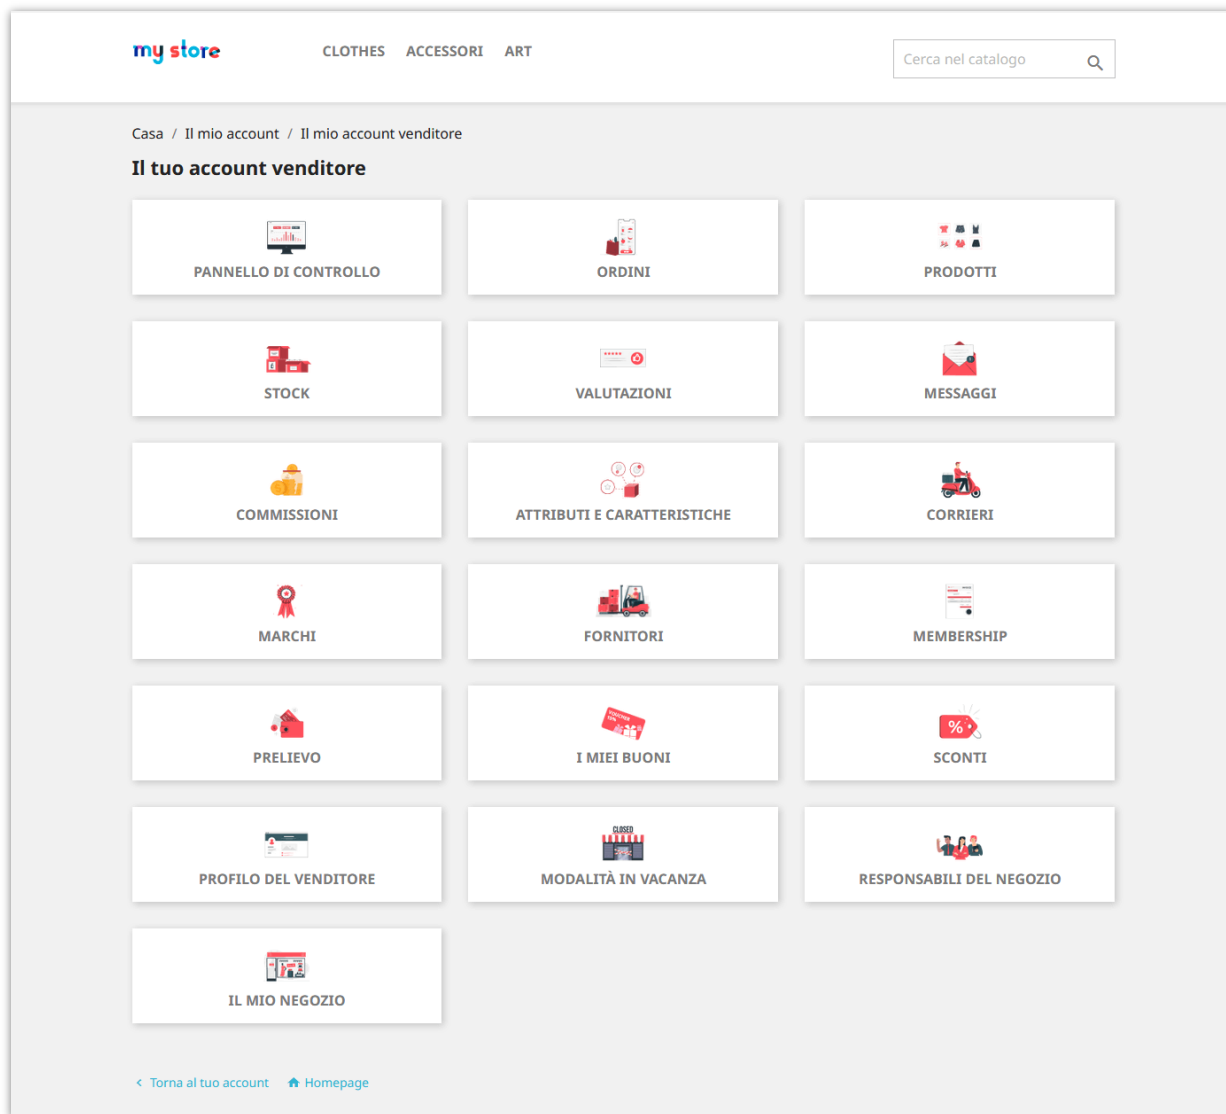 my store
CLOTHES ACCESSORI ART
Cerca nel catalogo
Casa / Il mio account / Il mio account venditore
Il tuo account venditore
PANNELLO DI CONTROLLO
ORDINI
PRODOTTI
STOCK
VALUTAZIONI
MESSAGGI
COMMISSIONI
ATTRIBUTI E CARATTERISTICHE
CORRIERI
MARCHI
FORNITORI
MEMBERSHIP
PRELIEVO
VOUCHER
I MIEI BUONI
%
SCONTI
PROFILO DEL VENDITORE
CLOSED
MODALITÀ IN VACANZA
RESPONSABILI DEL NEGOZIO
IL MIO NEGOZIO
Torna al tuo account Homepage